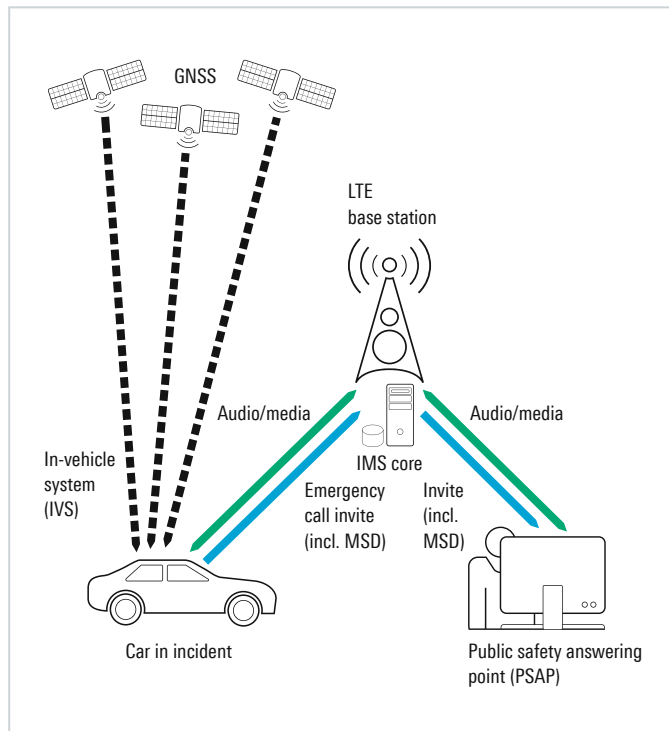 GNSS
LTE
base station
Audio/media
Audio/media
In-vehicle
system
(IVS)
IMS core
Emergency
call invite
(incl. MSD)
Invite
(incl.
MSD)
Car in incident
Public safety answering
point (PSAP)